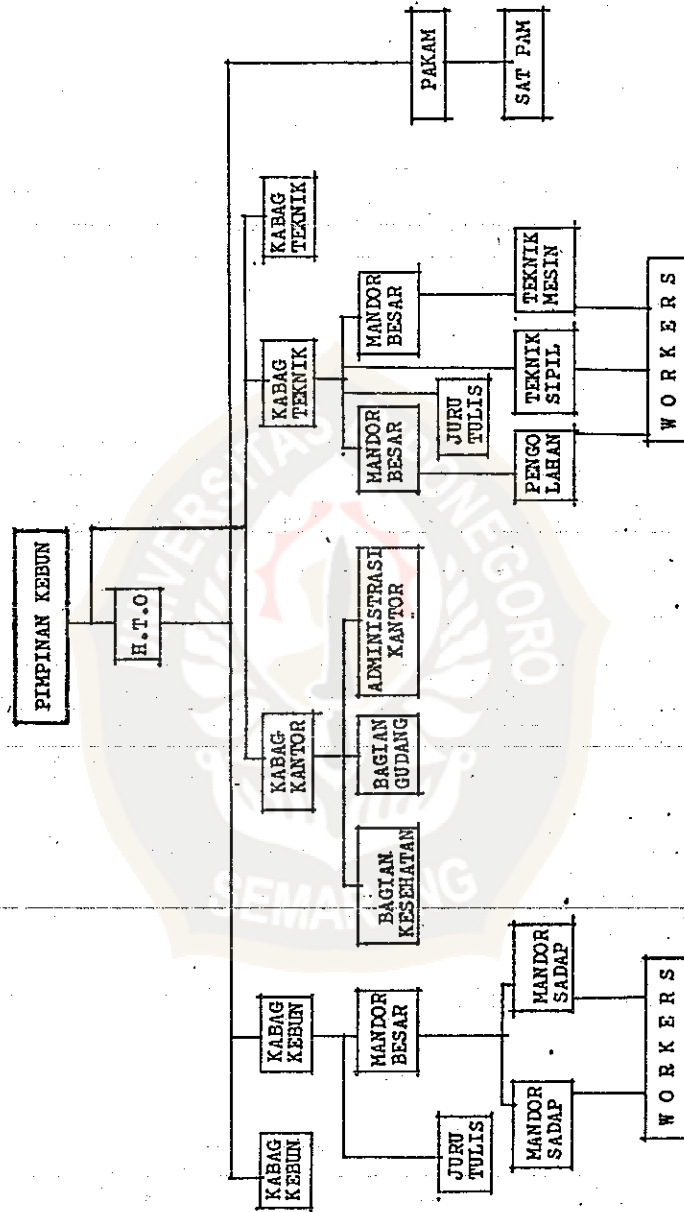 PIMPINAN KEBUN
H.T.O
KABAG
KEBUN
KABAG
KEBUN
KABAG
KANTOR
KABAG
TEKNIK
KABAG
TEKNIK
PAKAM
SAT PAM
JURU
TULIS
MANDOR
BESAR
BAGIAN
KESEHATAN
BAGIAN
GUDANG
ADMINISTRASI
KANTOR
MANDOR
BESAR
JURU
TULIS
MANDOR
BESAR
MANDOR
SADAP
MANDOR
SADAP
PENGO
LAHAN
TEKNIK
SIPIL
TEKNIK
MESIN
WORKERS
WORKERS
UNIVERSITAS DIPONEGORO
SEMARANG